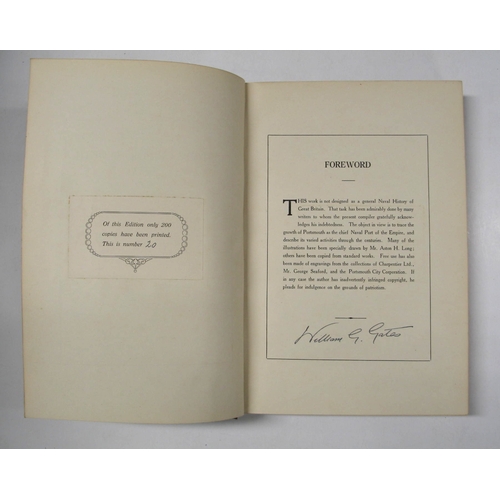 Of this Edition only 200
copies have been printed.
This is number 20
FOREWORD
THIS work is not designed as a general Naval History of
Great Britain. That task has been admirably done by many
writers to whom the present compiler gratefully acknow-
ledges his indebtedness. The object in view is to trace the
growth of Portsmouth as the chief Naval Port of the Empire, and
describe its varied activities through the centuries. Many of the
illustrations have been specially drawn by Mr. Aston H. Long;
others have been copied from standard works. Free use has also
been made of engravings from the collections of Charpentier Ltd.,
Mr. George Seaford, and the Portsmouth City Corporation. If
in any case the author has inadvertently infringed copyright, he
pleads for indulgence on the grounds of patriotism.
William G. Gates